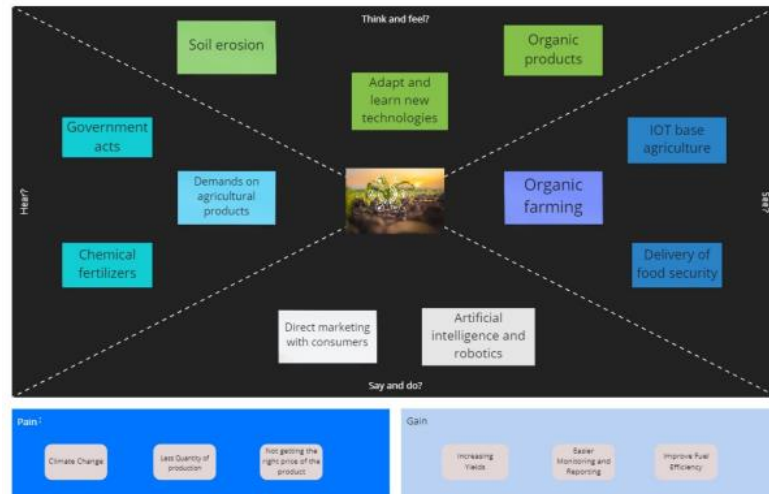 Think and feel?
Soil erosion
Organic
products
Adapt and
learn new
technologies
Government
acts
IOT base
agriculture
Hear?
Demands on
agricultural
products
Organic
farming
See?
Chemical
fertilizers
Delivery of
food security
Direct marketing
with consumers
Artificial
intelligence and
robotics
Say and do?
Pain:
Climate Change
Less Quantity of
production
Not getting the
right price of the
product
Gain
Increasing
Yields
Easier
Monitoring and
Reporting
Improve Fuel
Efficiency